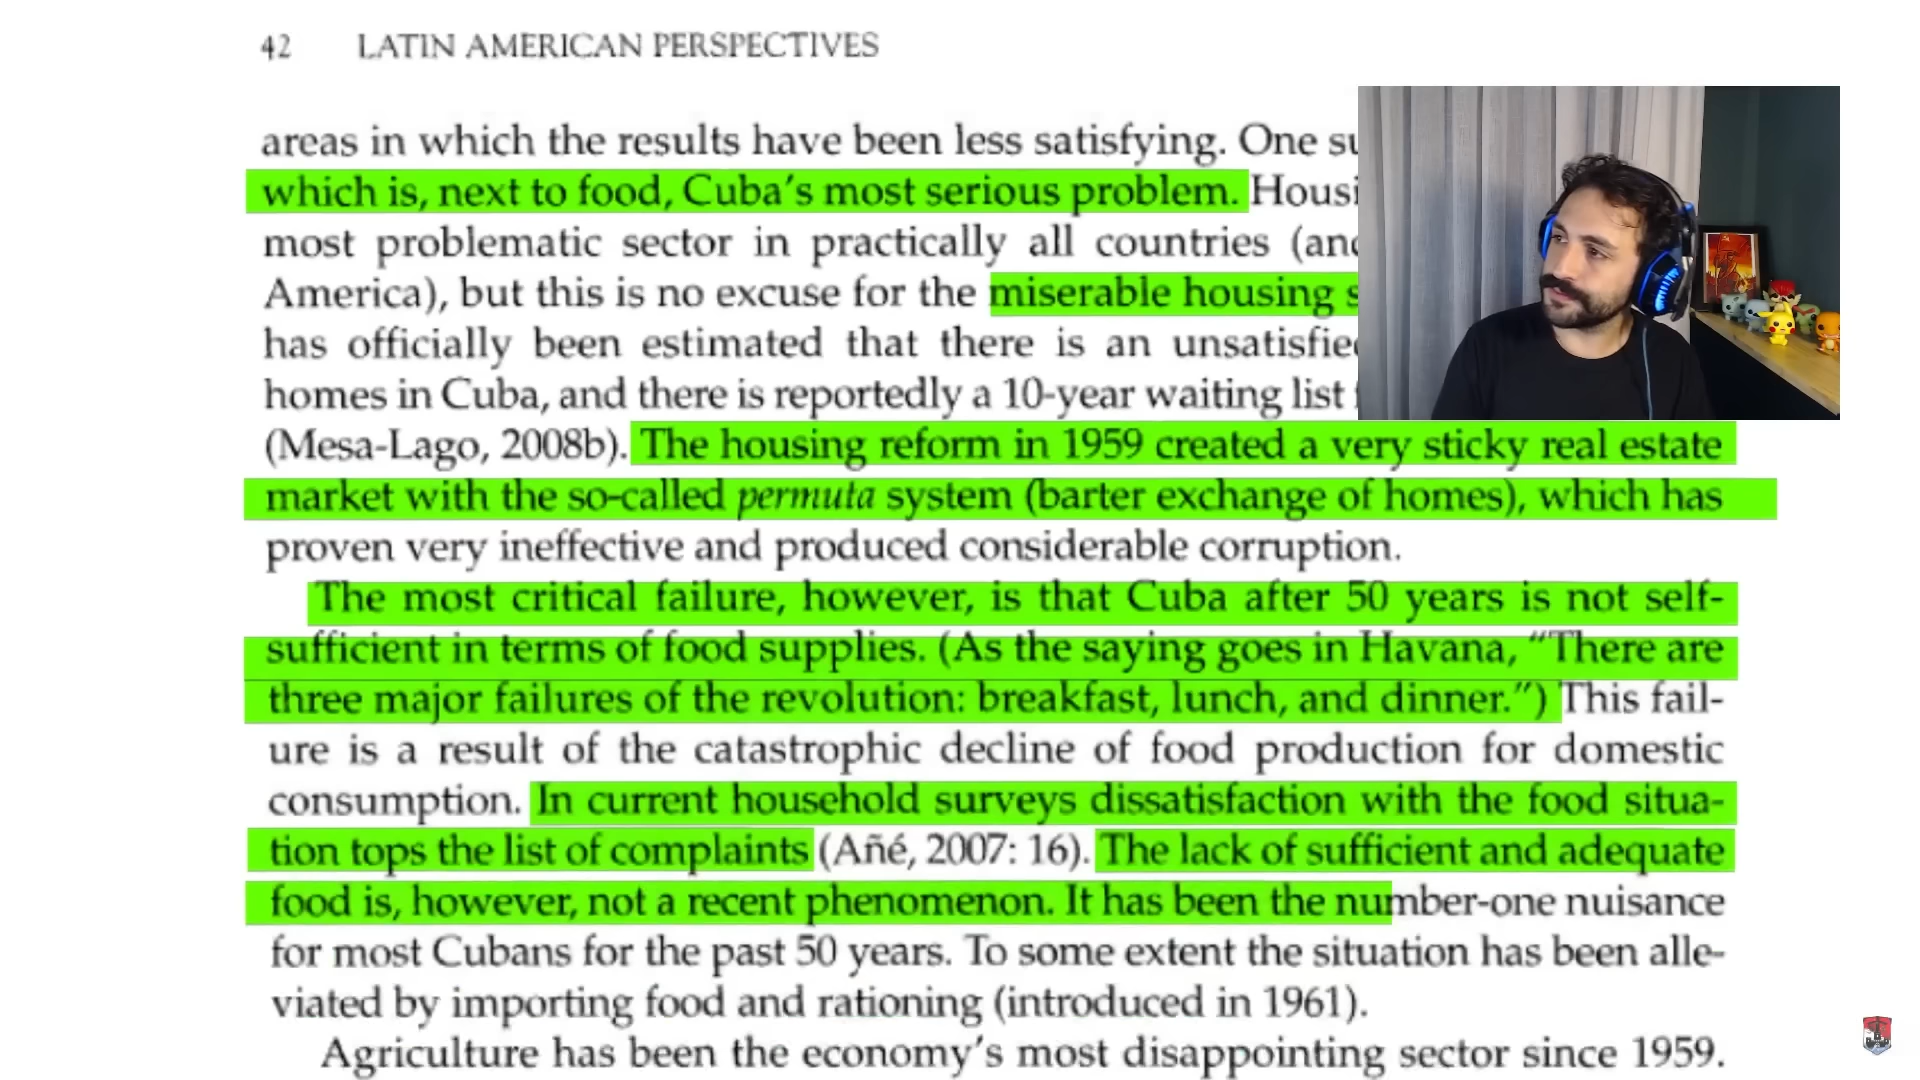 42 LATIN AMERICAN PERSPECTIVES
areas in which the results have been less satisfying. One
which is, next to food, Cuba's most serious problem.
most problematic sector in practically all countries
America), but this is no excuse for the miserable housing
has officially been estimated that there is an
homes in Cuba, and there is reportedly a 10-year waiting list
(Mesa-Lago, 2008b). The housing reform in 1959 created a very sticky real estate
market with the so-called permuta system (barter exchange of homes), which has
proven very ineffective and produced considerable corruption.
The most critical failure, however, is that Cuba after 50 years is not self-
sufficient in terms of food supplies. (As the saying goes in Havana, “There are
three major failures of the revolution: breakfast, lunch, and dinner.”) This fail-
ure is a result of the catastrophic decline of food production for domestic
consumption. In current household surveys dissatisfaction with the food situa-
tion tops the list of complaints (Añé, 2007: 16). The lack of sufficient and adequate
food is, however, not a recent phenomenon. It has been the number-one nuisance
for most Cubans for the past 50 years. To some extent the situation has been alle-
viated by importing food and rationing (introduced in 1961).
Agriculture has been the economy's most disappointing sector since 1959.